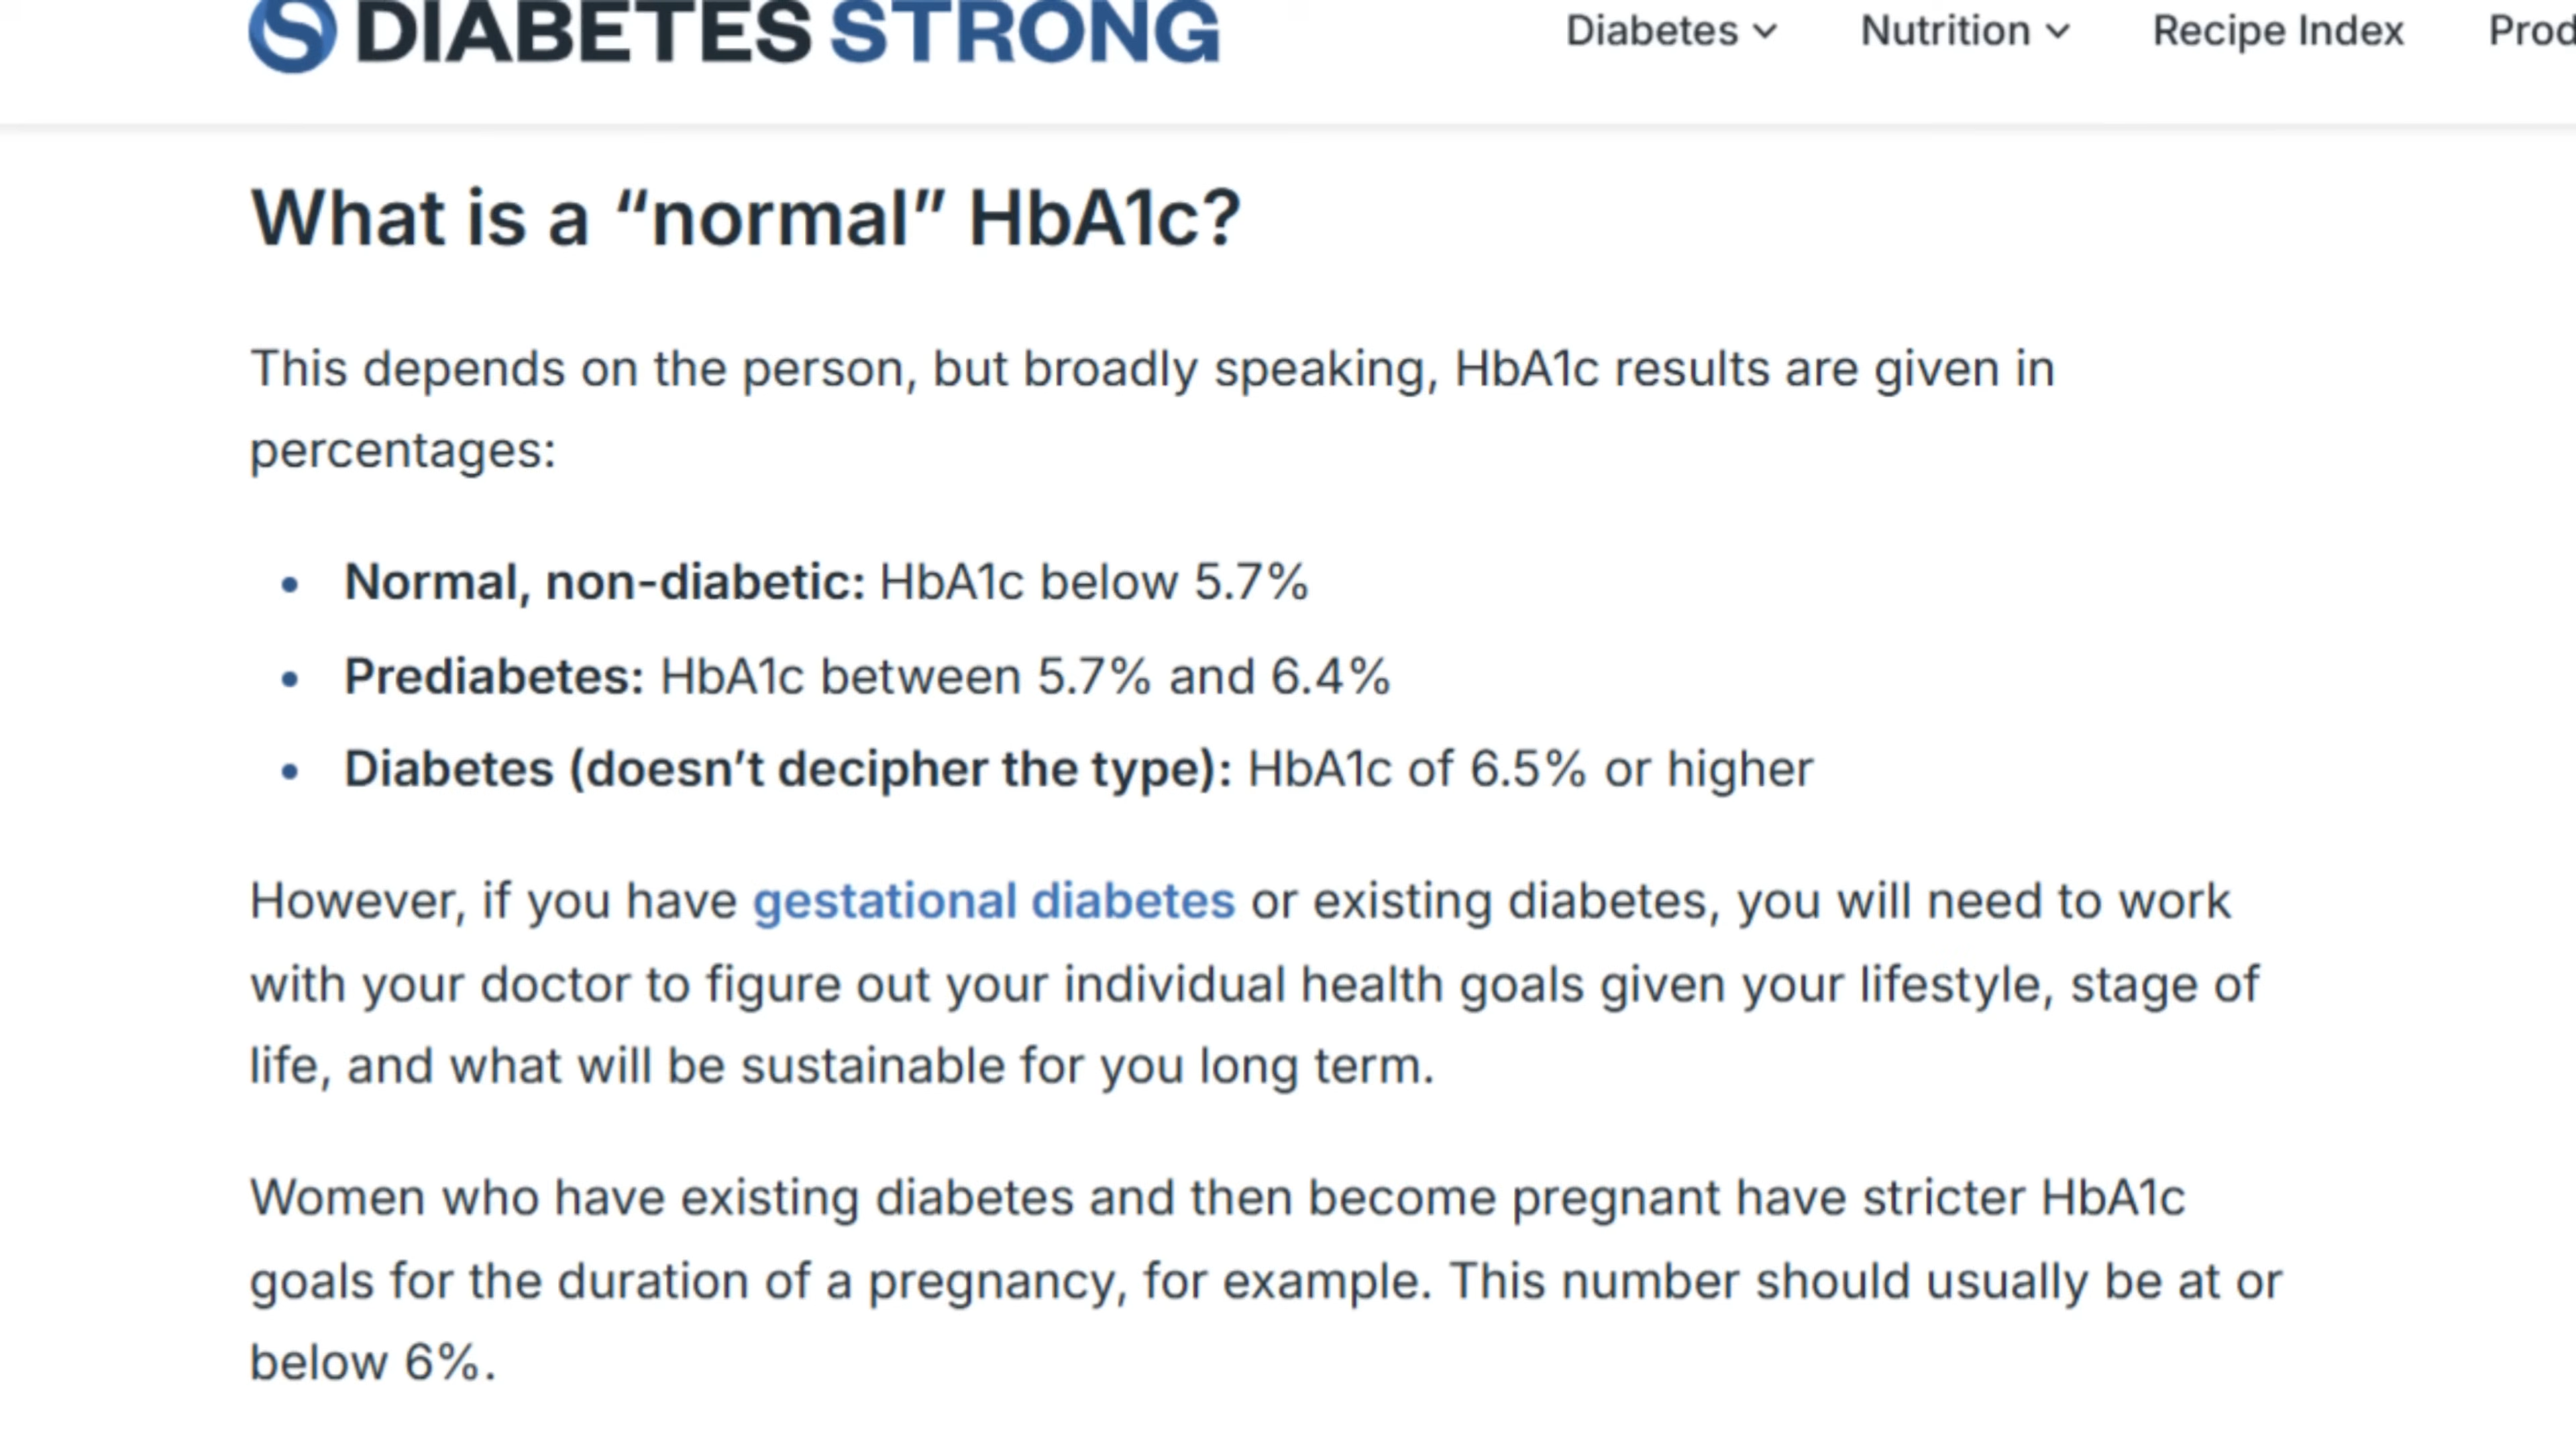 DIABETES STRONG
Diabetes Nutrition Recipe Index
What is a “normal” HbA1c?
This depends on the person, but broadly speaking, HbA1c results are given in
percentages:
• Normal, non-diabetic: HbA1c below 5.7%
• Prediabetes: HbA1c between 5.7% and 6.4%
• Diabetes (doesn’t decipher the type): HbA1c of 6.5% or higher
However, if you have gestational diabetes or existing diabetes, you will need to work
with your doctor to figure out your individual health goals given your lifestyle, stage of
life, and what will be sustainable for you long term.
Women who have existing diabetes and then become pregnant have stricter HbA1c
goals for the duration of a pregnancy, for example. This number should usually be at or
below 6%.